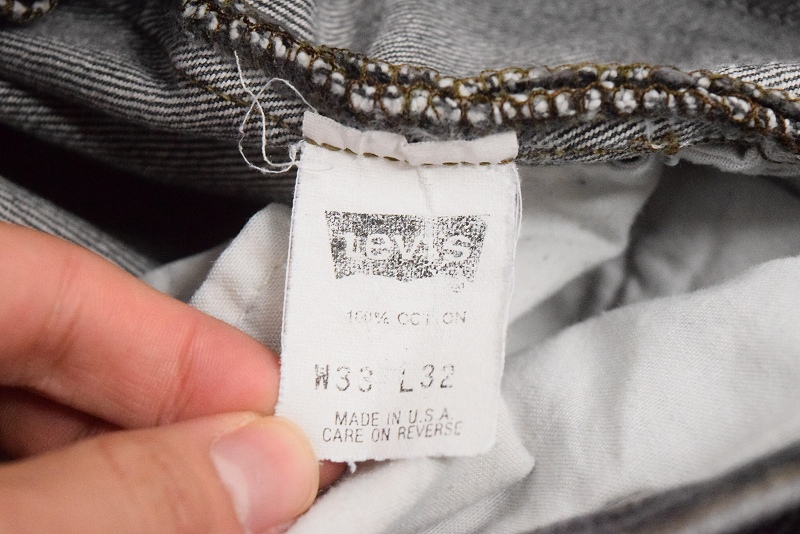 Levi's
100% COTTON
W33 L32
MADE IN U.S.A.
CARE ON REVERSE